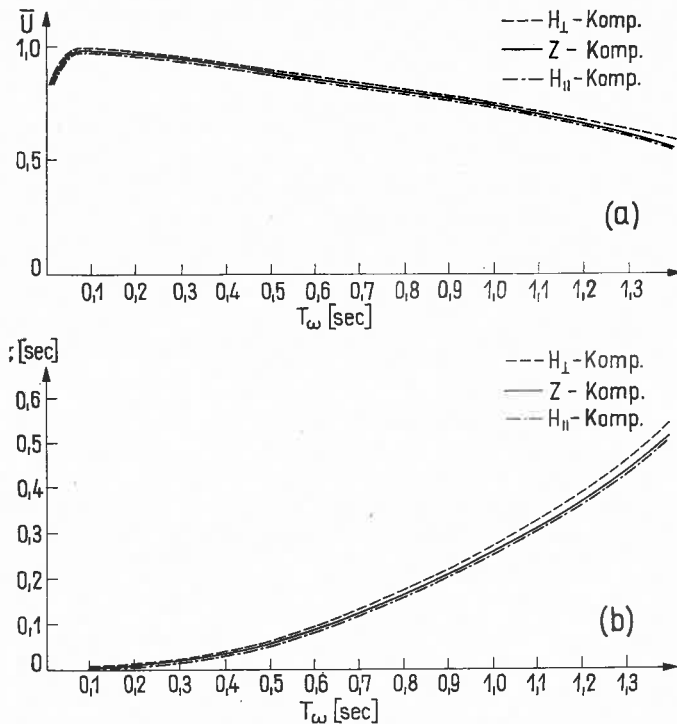 Ū
1,0
0,5
0
H⊥-Komp.
Z - Komp.
H॥-Komp.
(a)
0,1 0,2 0,3 0,4 0,5 0,6 0,7 0,8 0,9 1,0 1,1 1,2 1,3
Tω [sec]
[sec]
0,6
0,5
0,4
0,3
0,2
0,1
0
H⊥-Komp.
Z - Komp.
H॥-Komp.
(b)
0,1 0,2 0,3 0,4 0,5 0,6 0,7 0,8 0,9 1,0 1,1 1,2 1,3
Tω [sec]